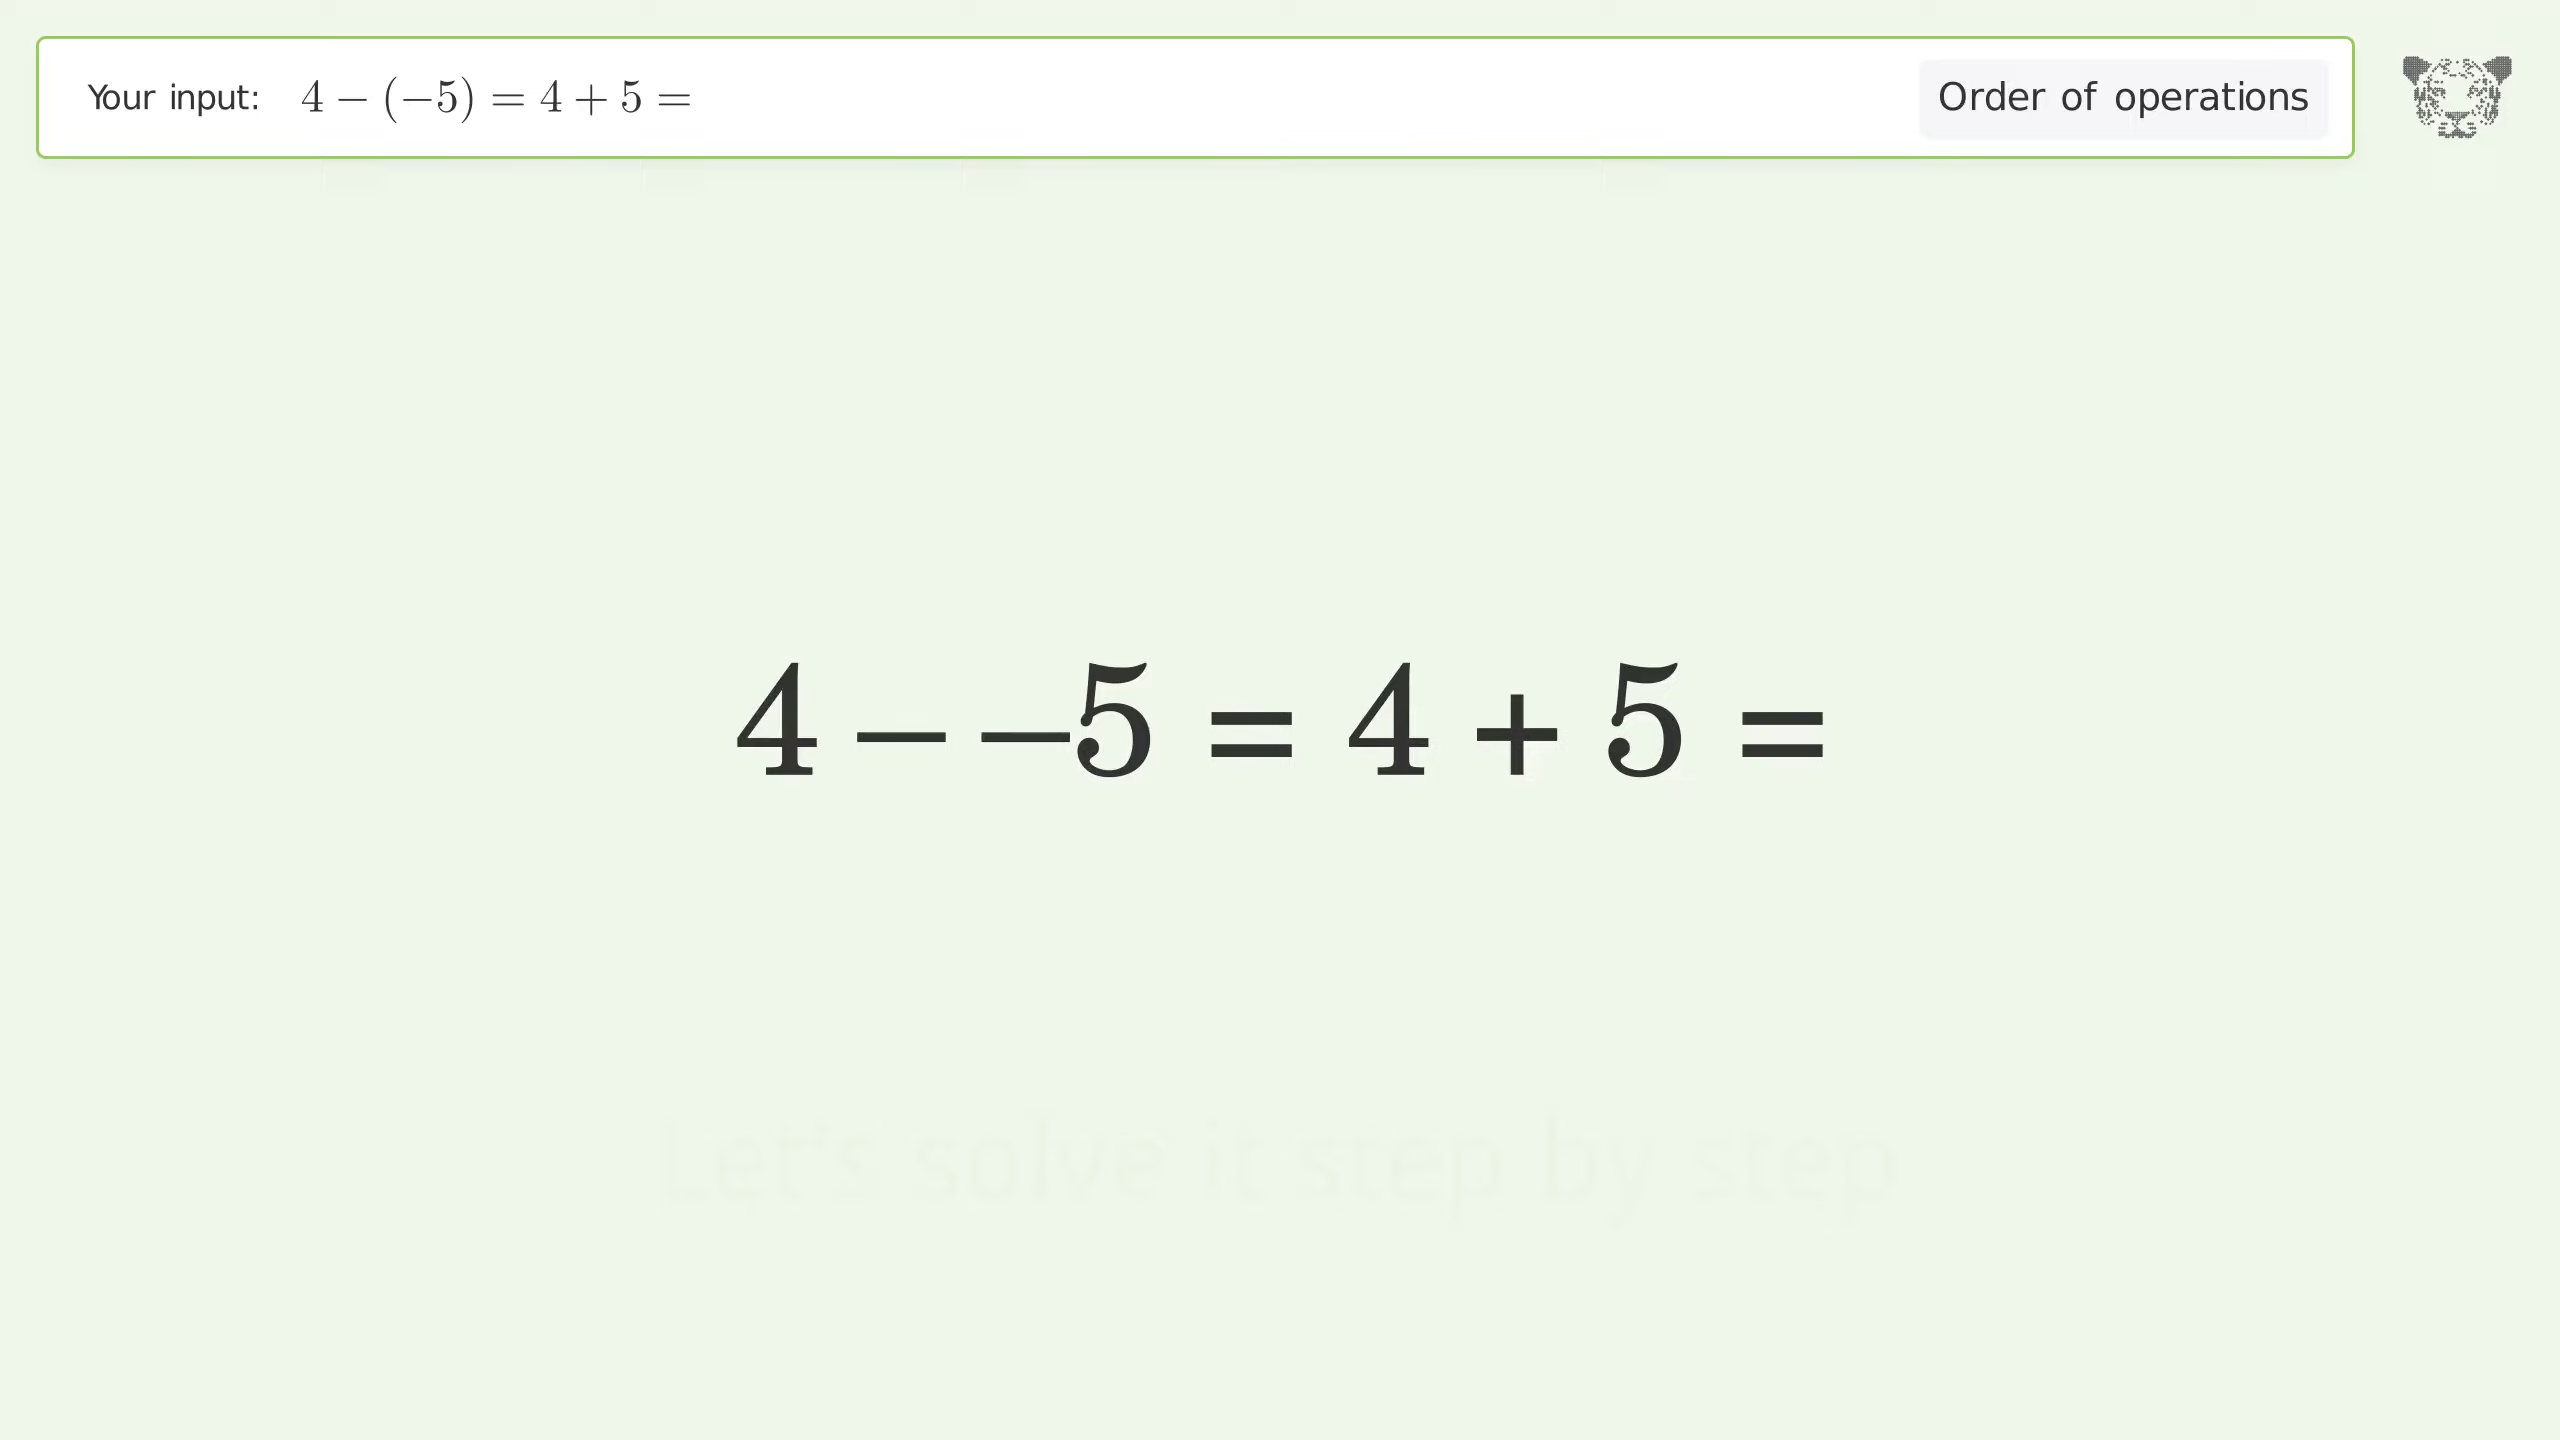 Your input: 4 − (−5) = 4 + 5 =
Order of operations
4 − −5 = 4 + 5 =
Let's solve it step by step